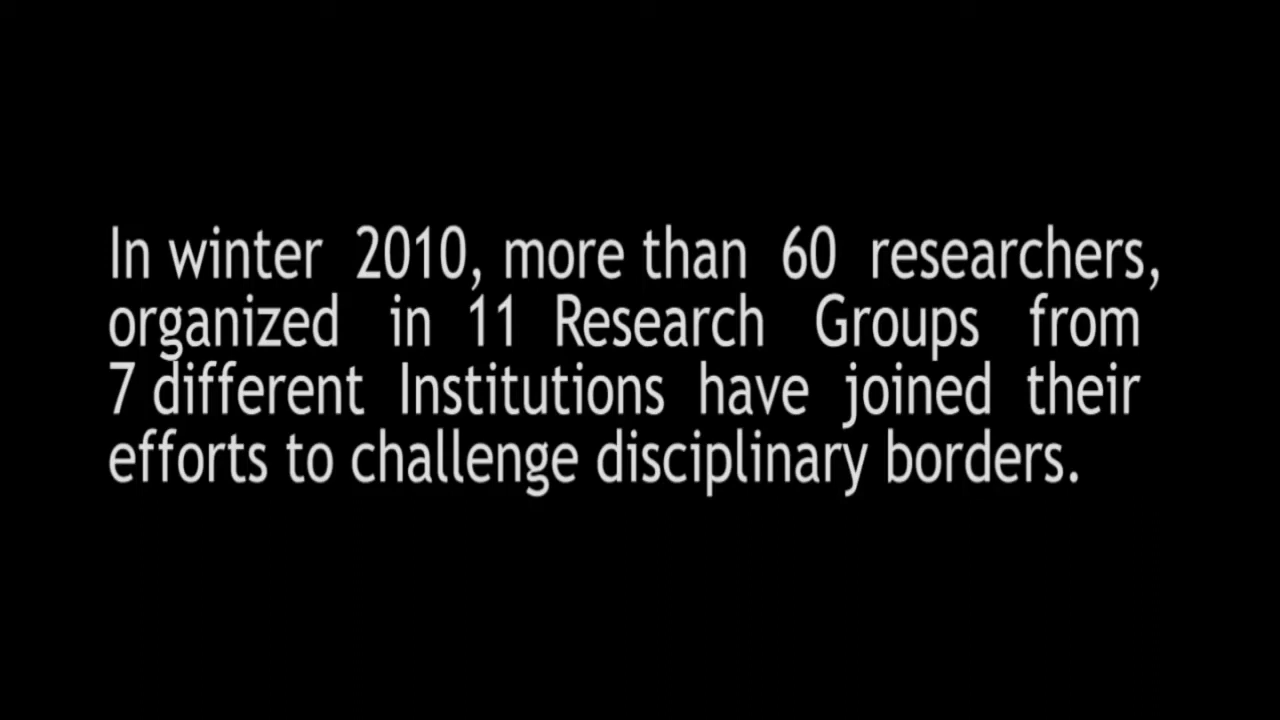 In winter 2010, more than 60 researchers,
organized in 11 Research Groups from
7 different Institutions have joined their
efforts to challenge disciplinary borders.